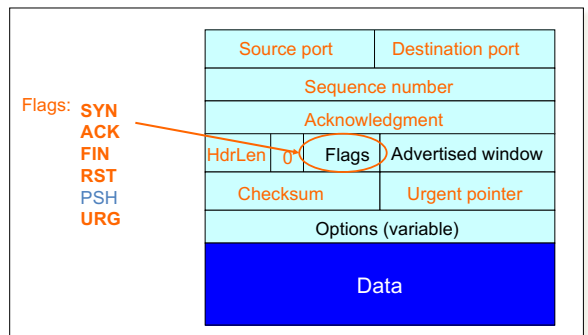 Source port Destination port
Sequence number
Flags: SYN
Acknowledgment
ACK
FIN
HdrLen 0 Flags Advertised window
RST
PSH
Checksum Urgent pointer
URG
Options (variable)
Data